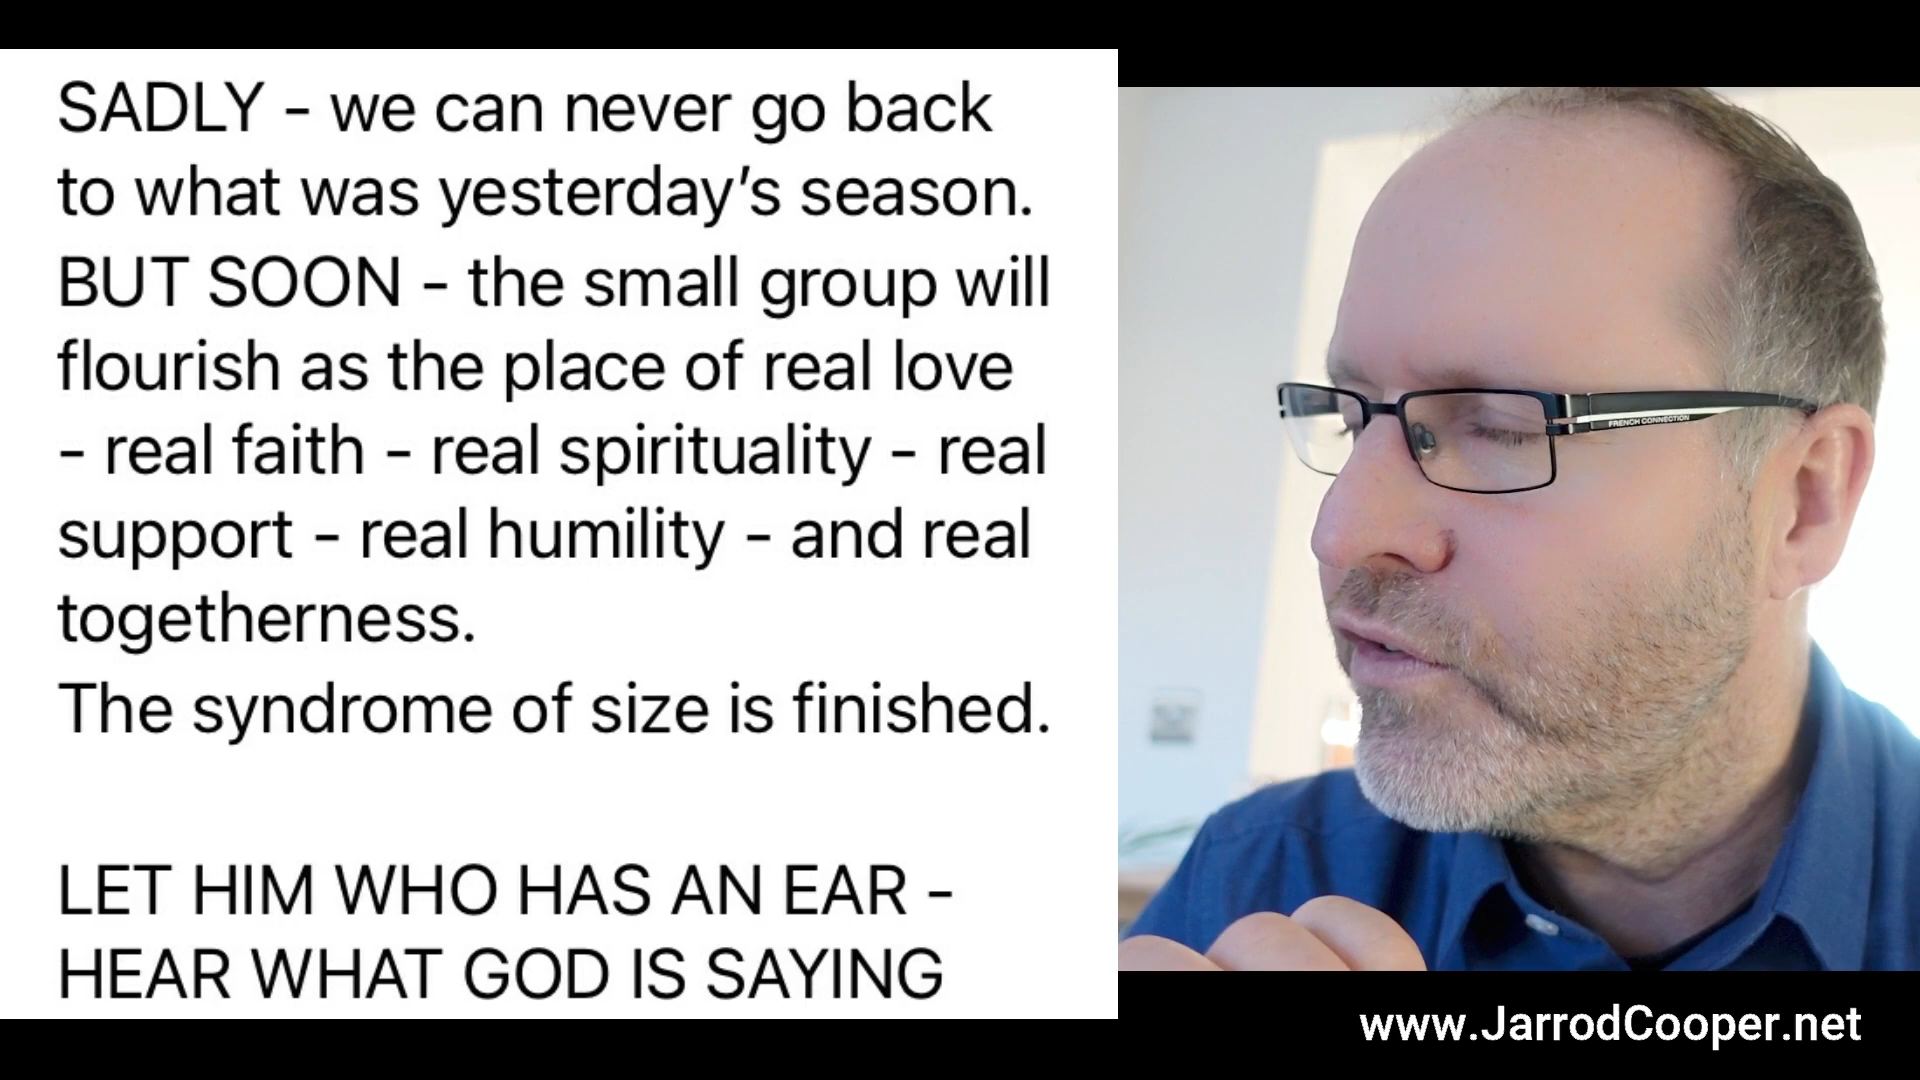 SADLY - we can never go back
to what was yesterday’s season.
BUT SOON - the small group will
flourish as the place of real love
- real faith - real spirituality - real
support - real humility - and real
togetherness.
The syndrome of size is finished.
LET HIM WHO HAS AN EAR -
HEAR WHAT GOD IS SAYING
FRENCH CONNECTION
www.JarrodCooper.net